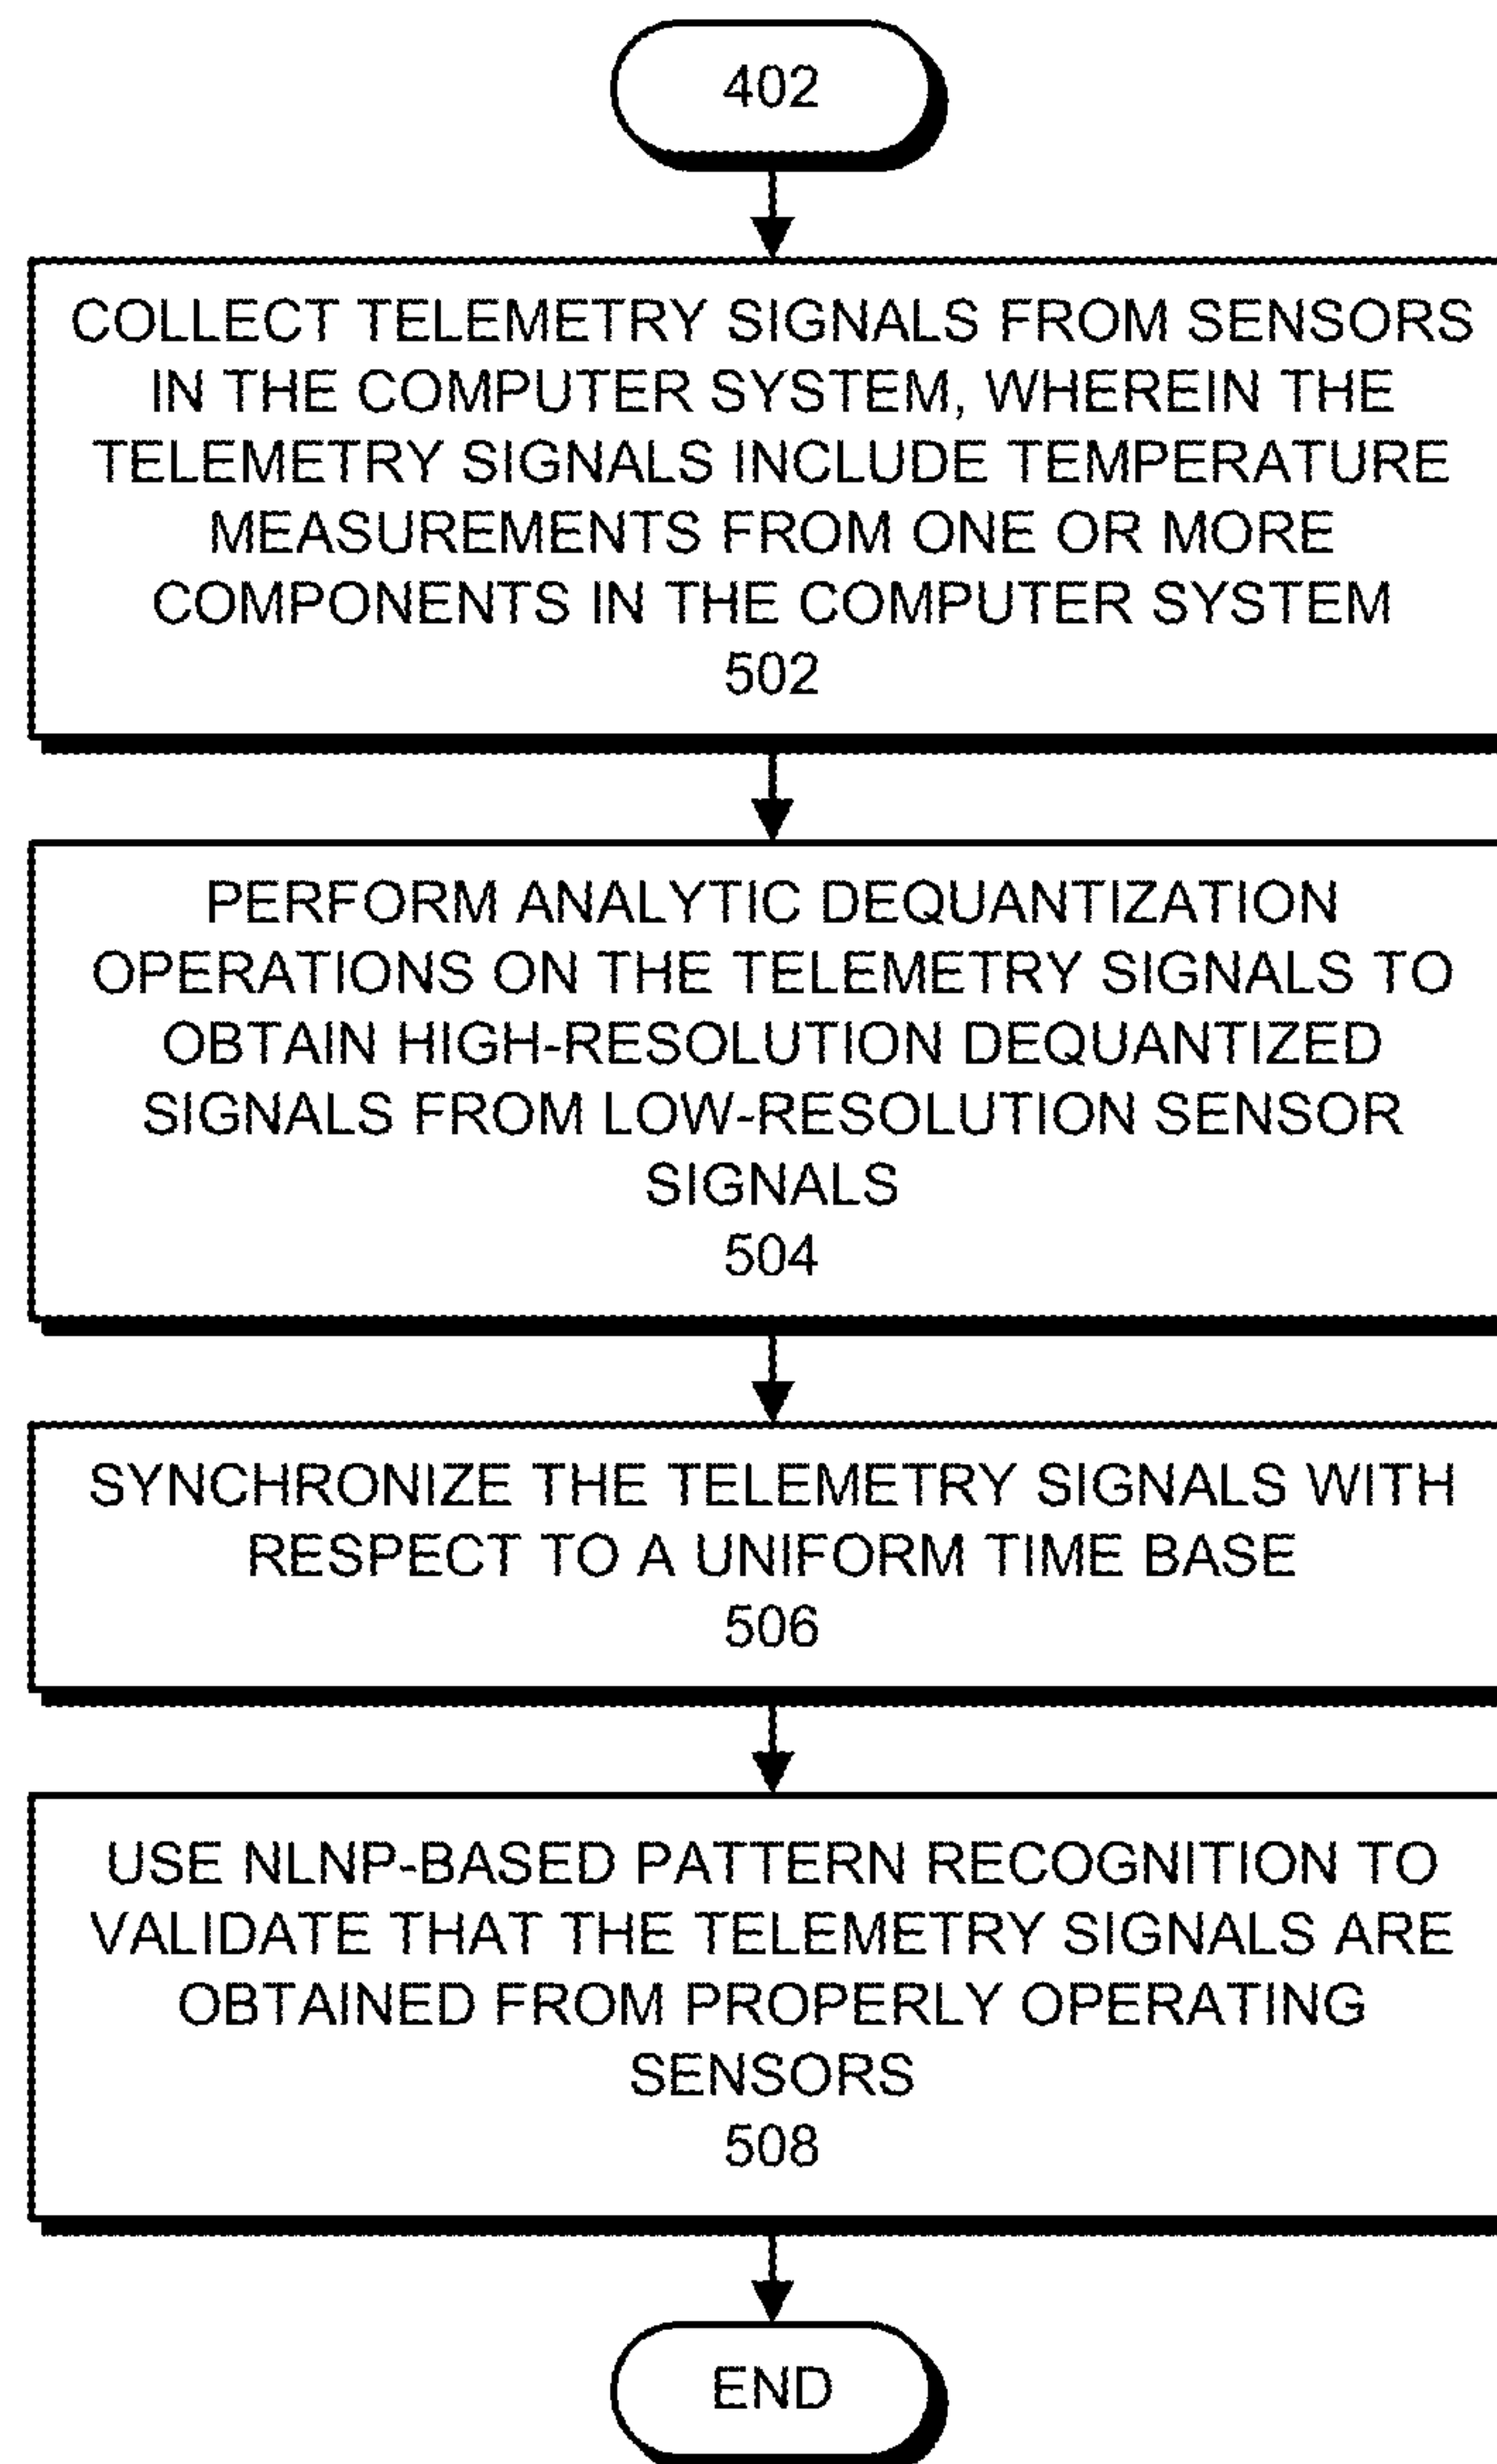 402
COLLECT TELEMETRY SIGNALS FROM SENSORS
IN THE COMPUTER SYSTEM, WHEREIN THE
TELEMETRY SIGNALS INCLUDE TEMPERATURE
MEASUREMENTS FROM ONE OR MORE
COMPONENTS IN THE COMPUTER SYSTEM
502
PERFORM ANALYTIC DEQUANTIZATION
OPERATIONS ON THE TELEMETRY SIGNALS TO
OBTAIN HIGH-RESOLUTION DEQUANTIZED
SIGNALS FROM LOW-RESOLUTION SENSOR
SIGNALS
504
SYNCHRONIZE THE TELEMETRY SIGNALS WITH
RESPECT TO A UNIFORM TIME BASE
506
USE NLNP-BASED PATTERN RECOGNITION TO
VALIDATE THAT THE TELEMETRY SIGNALS ARE
OBTAINED FROM PROPERLY OPERATING
SENSORS
508
END